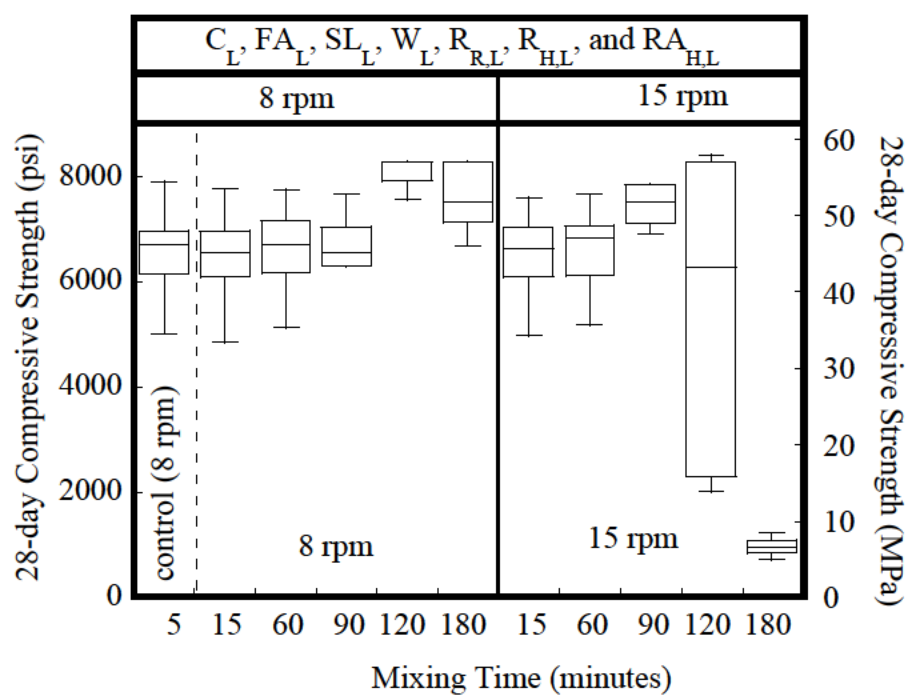 C_L, FA_L, SL_L, W_L, R_R,L, R_H,L, and RA_H,L
8 rpm 15 rpm
28-day Compressive Strength (psi)
8000
6000
4000
2000
0
control (8 rpm)
8 rpm
15 rpm
60
50
40
30
20
10
0
28-day Compressive Strength (MPa)
5 15 60 90 120 180 15 60 90 120 180
Mixing Time (minutes)